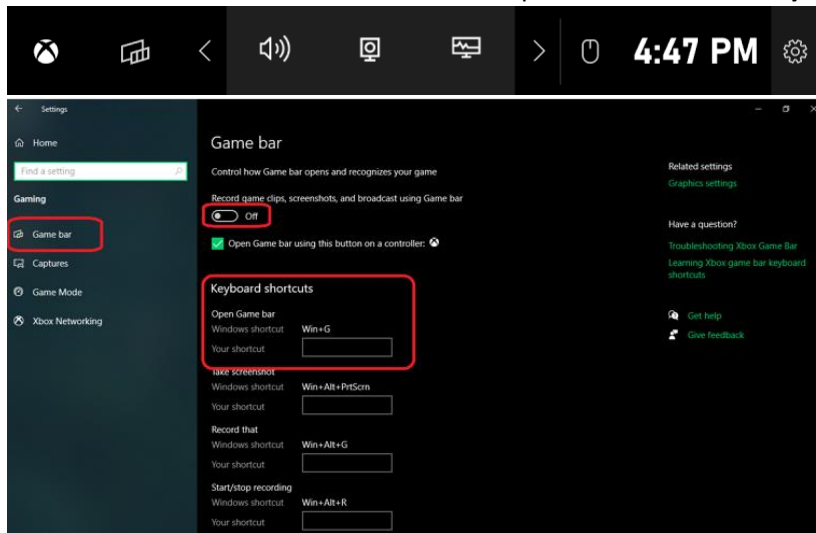 4:47 PM
Settings
Home
Find a setting
Gaming
Game bar
Captures
Game Mode
Xbox Networking
Game bar
Control how Game bar opens and recognizes your game
Record game clips, screenshots, and broadcast using Game bar
Off
Open Game bar using this button on a controller:
Keyboard shortcuts
Open Game bar
Windows shortcut Win+G
Your shortcut
Take screenshot
Windows shortcut Win+Alt+PrtScrn
Your shortcut
Record that
Windows shortcut Win+Alt+G
Your shortcut
Start/stop recording
Windows shortcut Win+Alt+R
Your shortcut
Related settings
Graphics settings
Have a question?
Troubleshooting Xbox Game Bar
Learning Xbox game bar keyboard
shortcuts
Get help
Give feedback